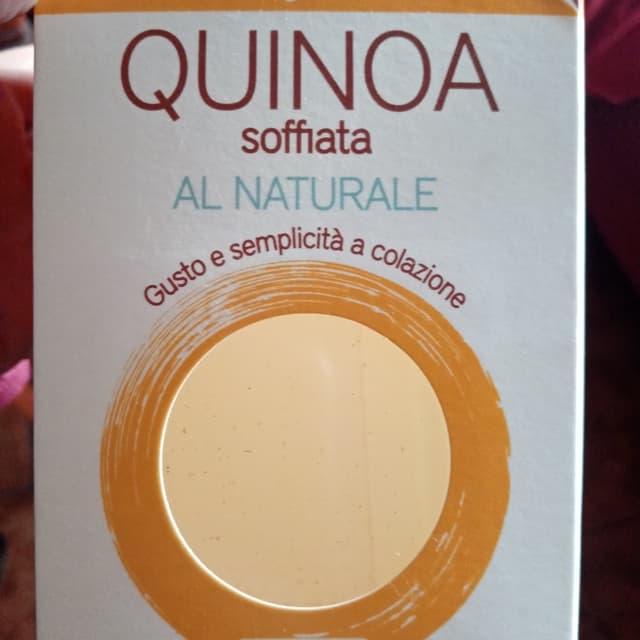 QUINOA
soffiata
AL NATURALE
Gusto e semplicità a colazione